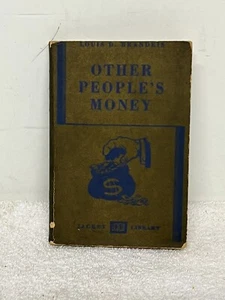 LOUIS D. BRANDEIS
OTHER
PEOPLE'S
MONEY
$
JACKET LIBRARY